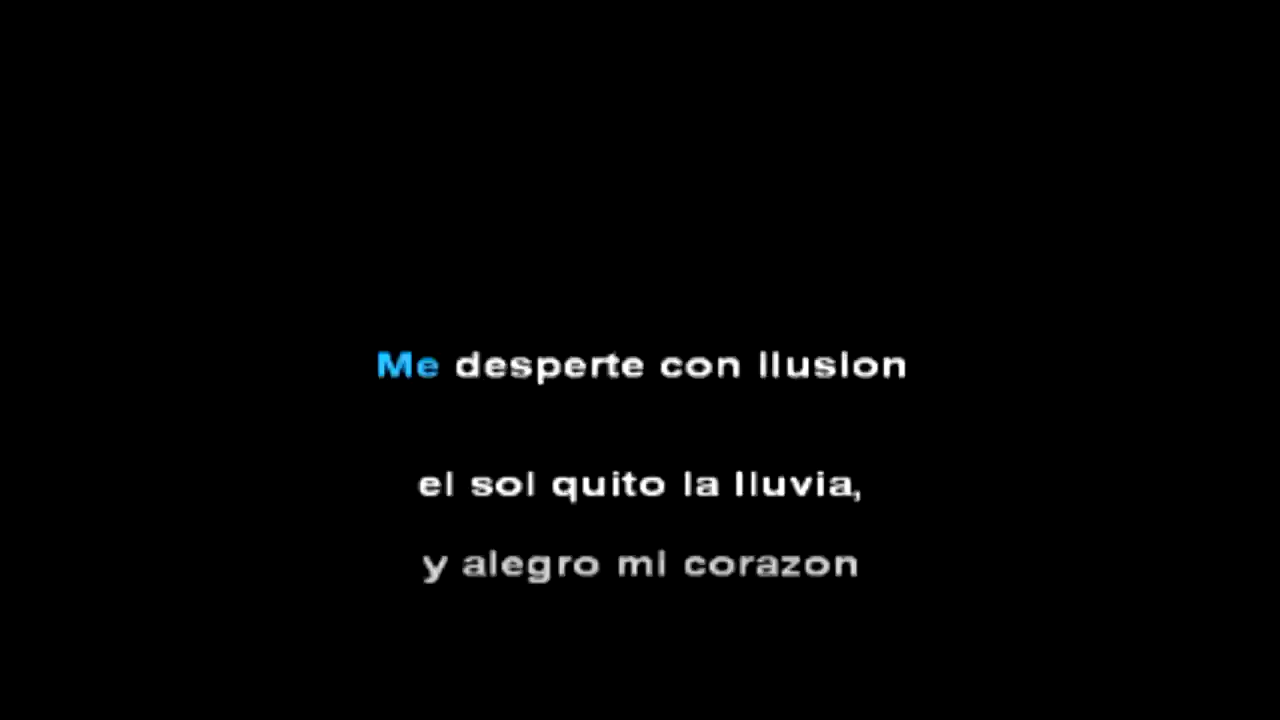 Me desperte con ilusion
el sol quito la lluvia,
y alegro mi corazon